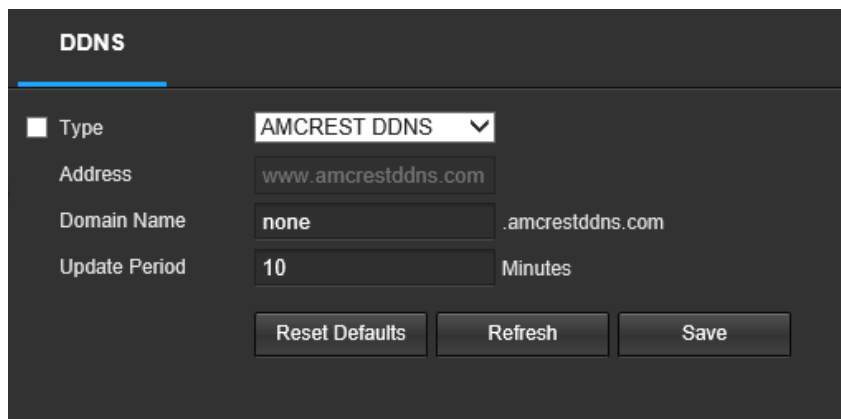 DDNS
Type AMCREST DDNS
Address www.amcrestddns.com
Domain Name none .amcrestddns.com
Update Period 10 Minutes
Reset Defaults Refresh Save